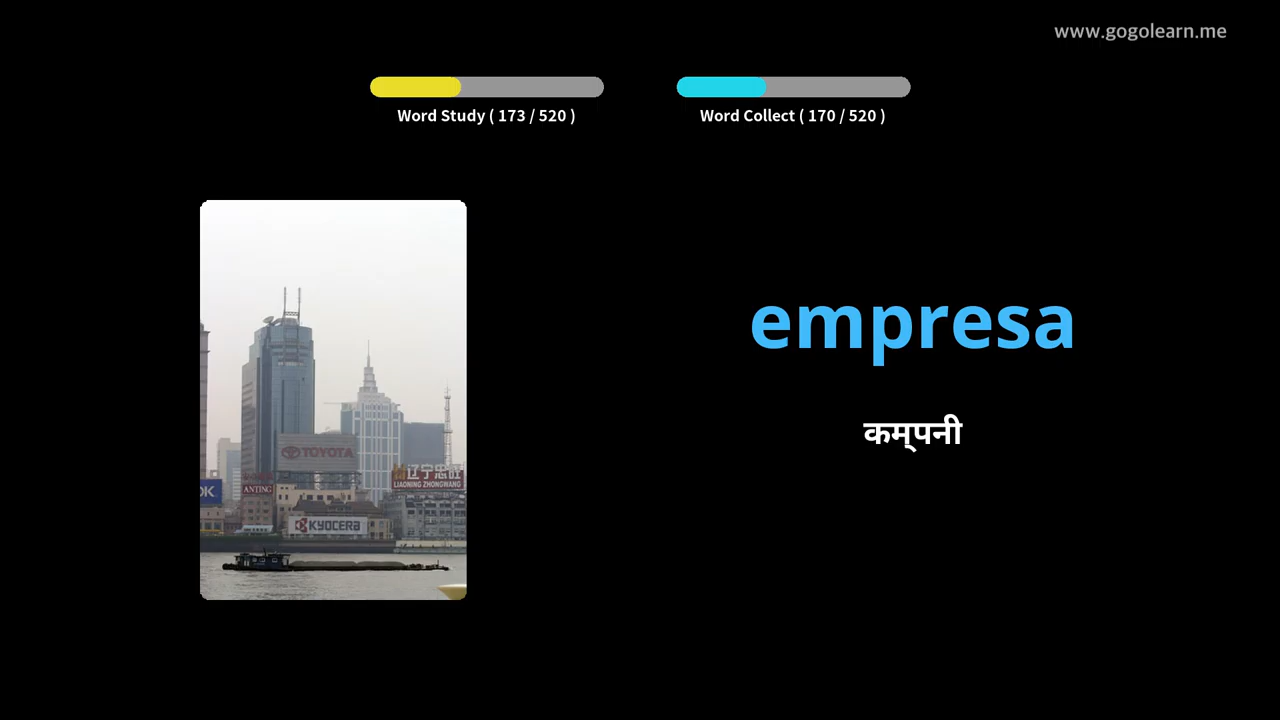 www.gogolearn.me
Word Study ( 173 / 520 )
Word Collect ( 170 / 520 )
empresa
कम्पनी
TOYOTA
辽宁忠旺
LIAONING ZHONGWANG
OK
ANTING
KYOCERA